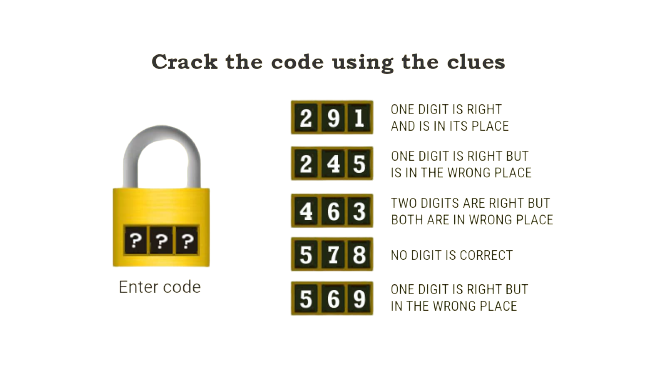 Crack the code using the clues
2 9 1
ONE DIGIT IS RIGHT
AND IS IN ITS PLACE
2 4 5
ONE DIGIT IS RIGHT BUT
IS IN THE WRONG PLACE
4 6 3
TWO DIGITS ARE RIGHT BUT
BOTH ARE IN WRONG PLACE
5 7 8
NO DIGIT IS CORRECT
5 6 9
ONE DIGIT IS RIGHT BUT
IN THE WRONG PLACE
? ? ?
Enter code